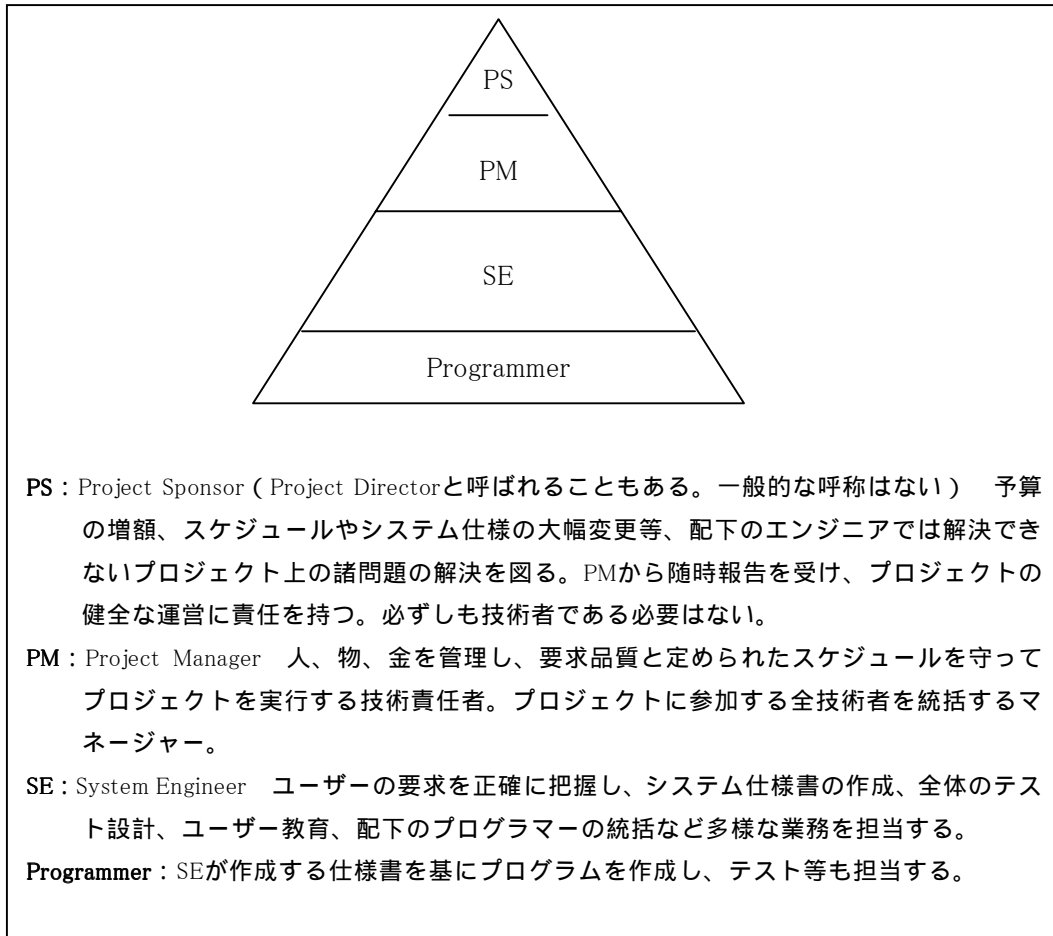 PS
PM
SE
Programmer
PS：Project Sponsor（Project Directorと呼ばれることもある。一般的な呼称はない）　予算
の増額、スケジュールやシステム仕様の大幅変更等、配下のエンジニアでは解決でき
ないプロジェクト上の諸問題の解決を図る。PMから随時報告を受け、プロジェクトの
健全な運営に責任を持つ。必ずしも技術者である必要はない。
PM：Project Manager　人、物、金を管理し、要求品質と定められたスケジュールを守って
プロジェクトを実行する技術責任者。プロジェクトに参加する全技術者を統括するマ
ネージャー。
SE：System Engineer　ユーザーの要求を正確に把握し、システム仕様書の作成、全体のテス
ト設計、ユーザー教育、配下のプログラマーの統括など多様な業務を担当する。
Programmer：SEが作成する仕様書を基にプログラムを作成し、テスト等も担当する。